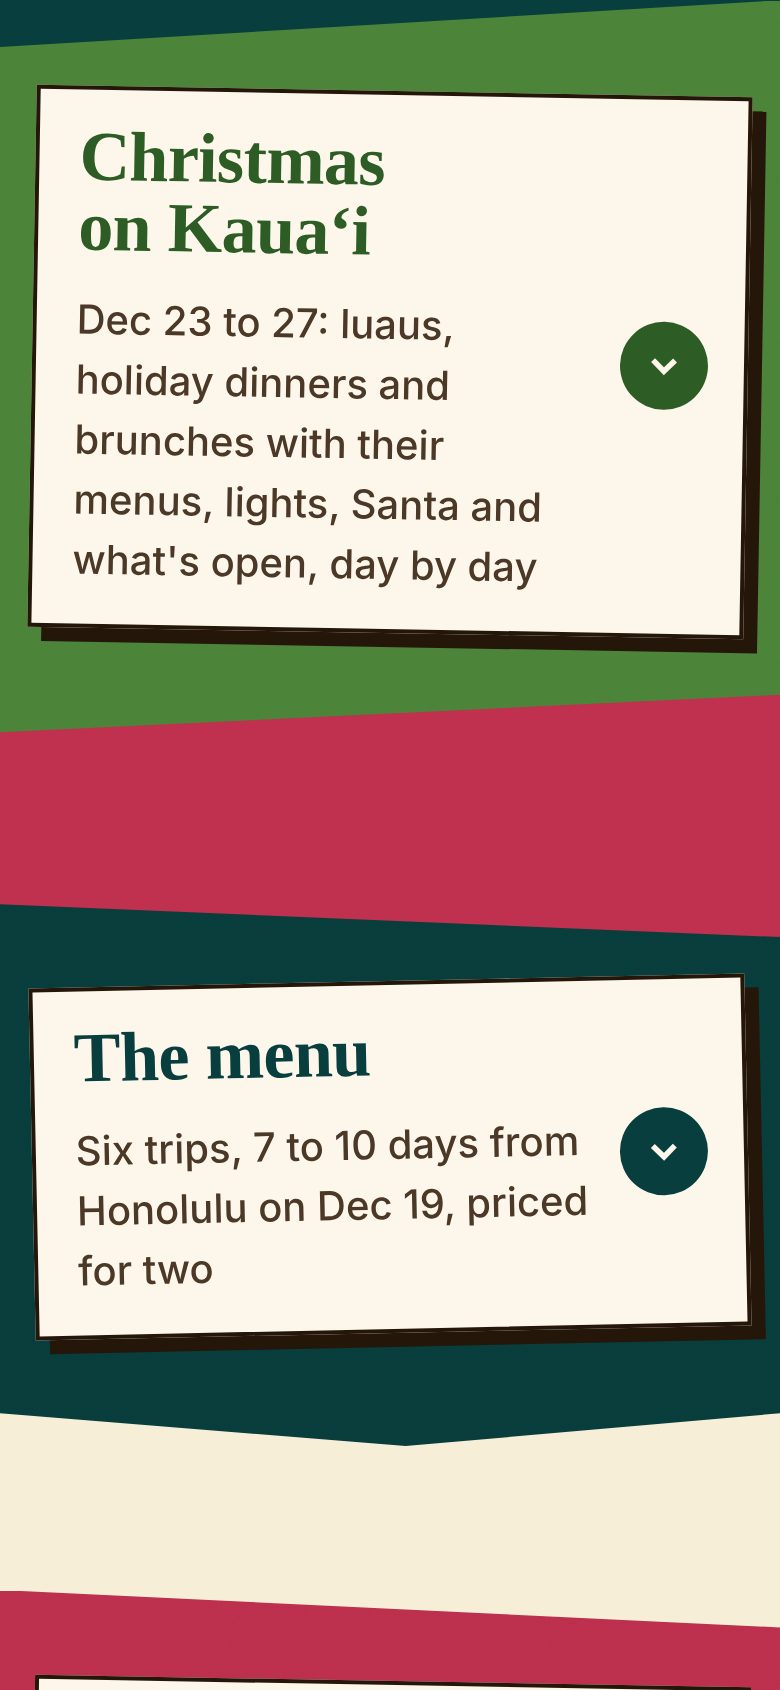 Christmas
on Kauaʻi
Dec 23 to 27: luaus,
holiday dinners and
brunches with their
menus, lights, Santa and
what's open, day by day
The menu
Six trips, 7 to 10 days from
Honolulu on Dec 19, priced
for two